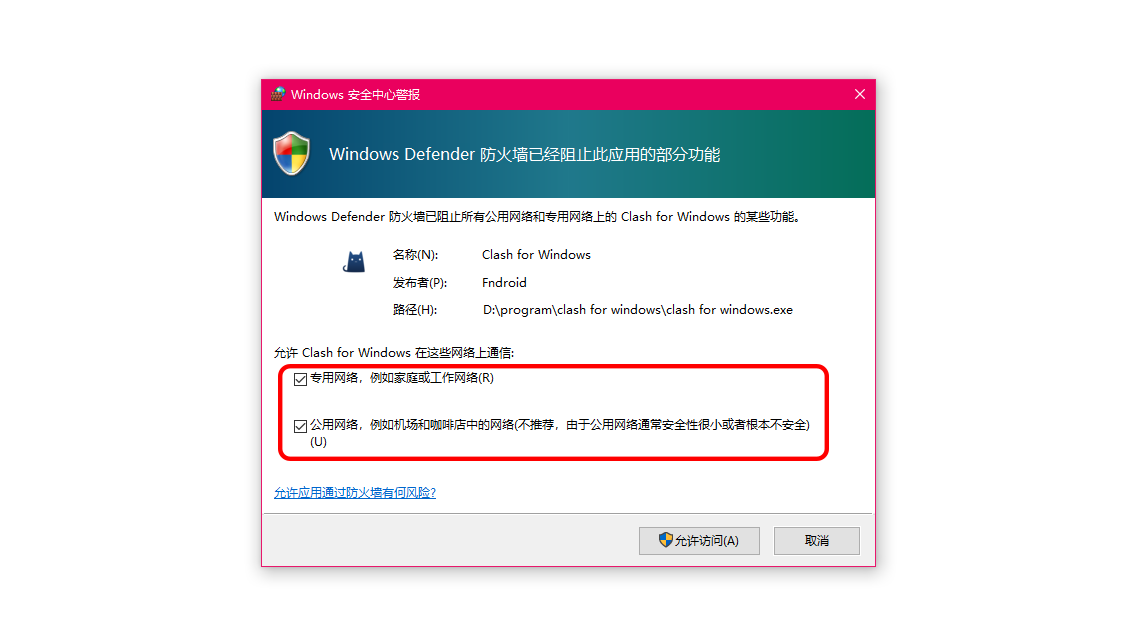 Windows 安全中心警报
Windows Defender 防火墙已经阻止此应用的部分功能
Windows Defender 防火墙已阻止所有公用网络和专用网络上的 Clash for Windows 的某些功能。
名称(N): Clash for Windows
发布者(P): Fndroid
路径(H): D:\program\clash for windows\clash for windows.exe
允许 Clash for Windows 在这些网络上通信:
专用网络，例如家庭或工作网络(R)
公用网络，例如机场和咖啡店中的网络(不推荐，由于公用网络通常安全性很小或者根本不安全)
(U)
允许应用通过防火墙有何风险?
允许访问(A) 取消